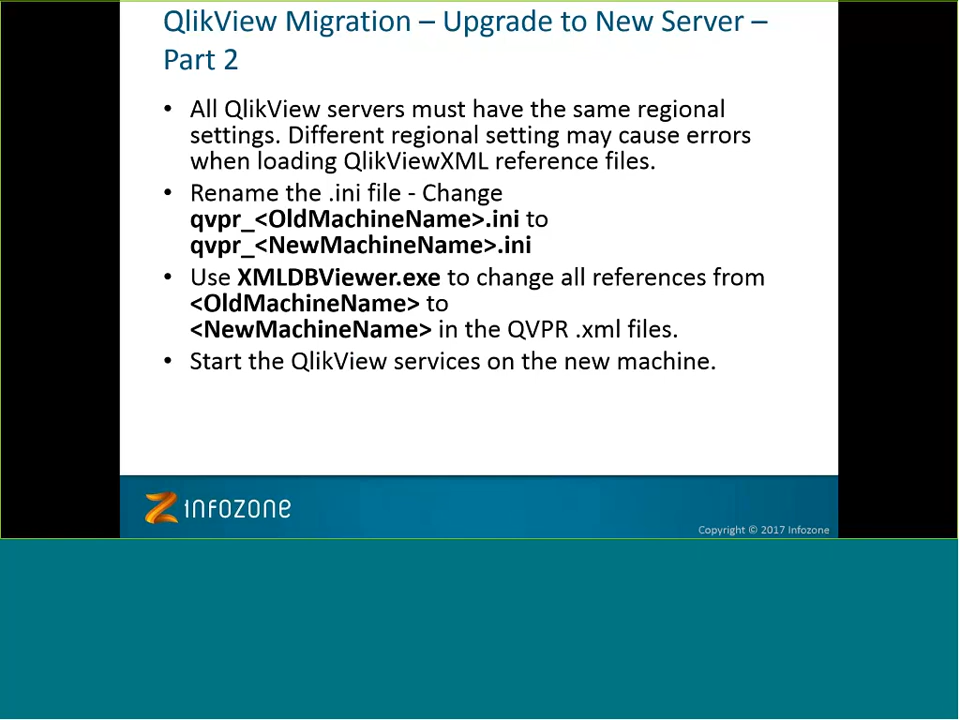 QlikView Migration – Upgrade to New Server –
Part 2
• All QlikView servers must have the same regional
settings. Different regional setting may cause errors
when loading QlikViewXML reference files.
• Rename the .ini file - Change
qvpr_<OldMachineName>.ini to
qvpr_<NewMachineName>.ini
• Use XMLDBViewer.exe to change all references from
<OldMachineName> to
<NewMachineName> in the QVPR .xml files.
• Start the QlikView services on the new machine.
infozone
Copyright © 2017 Infozone